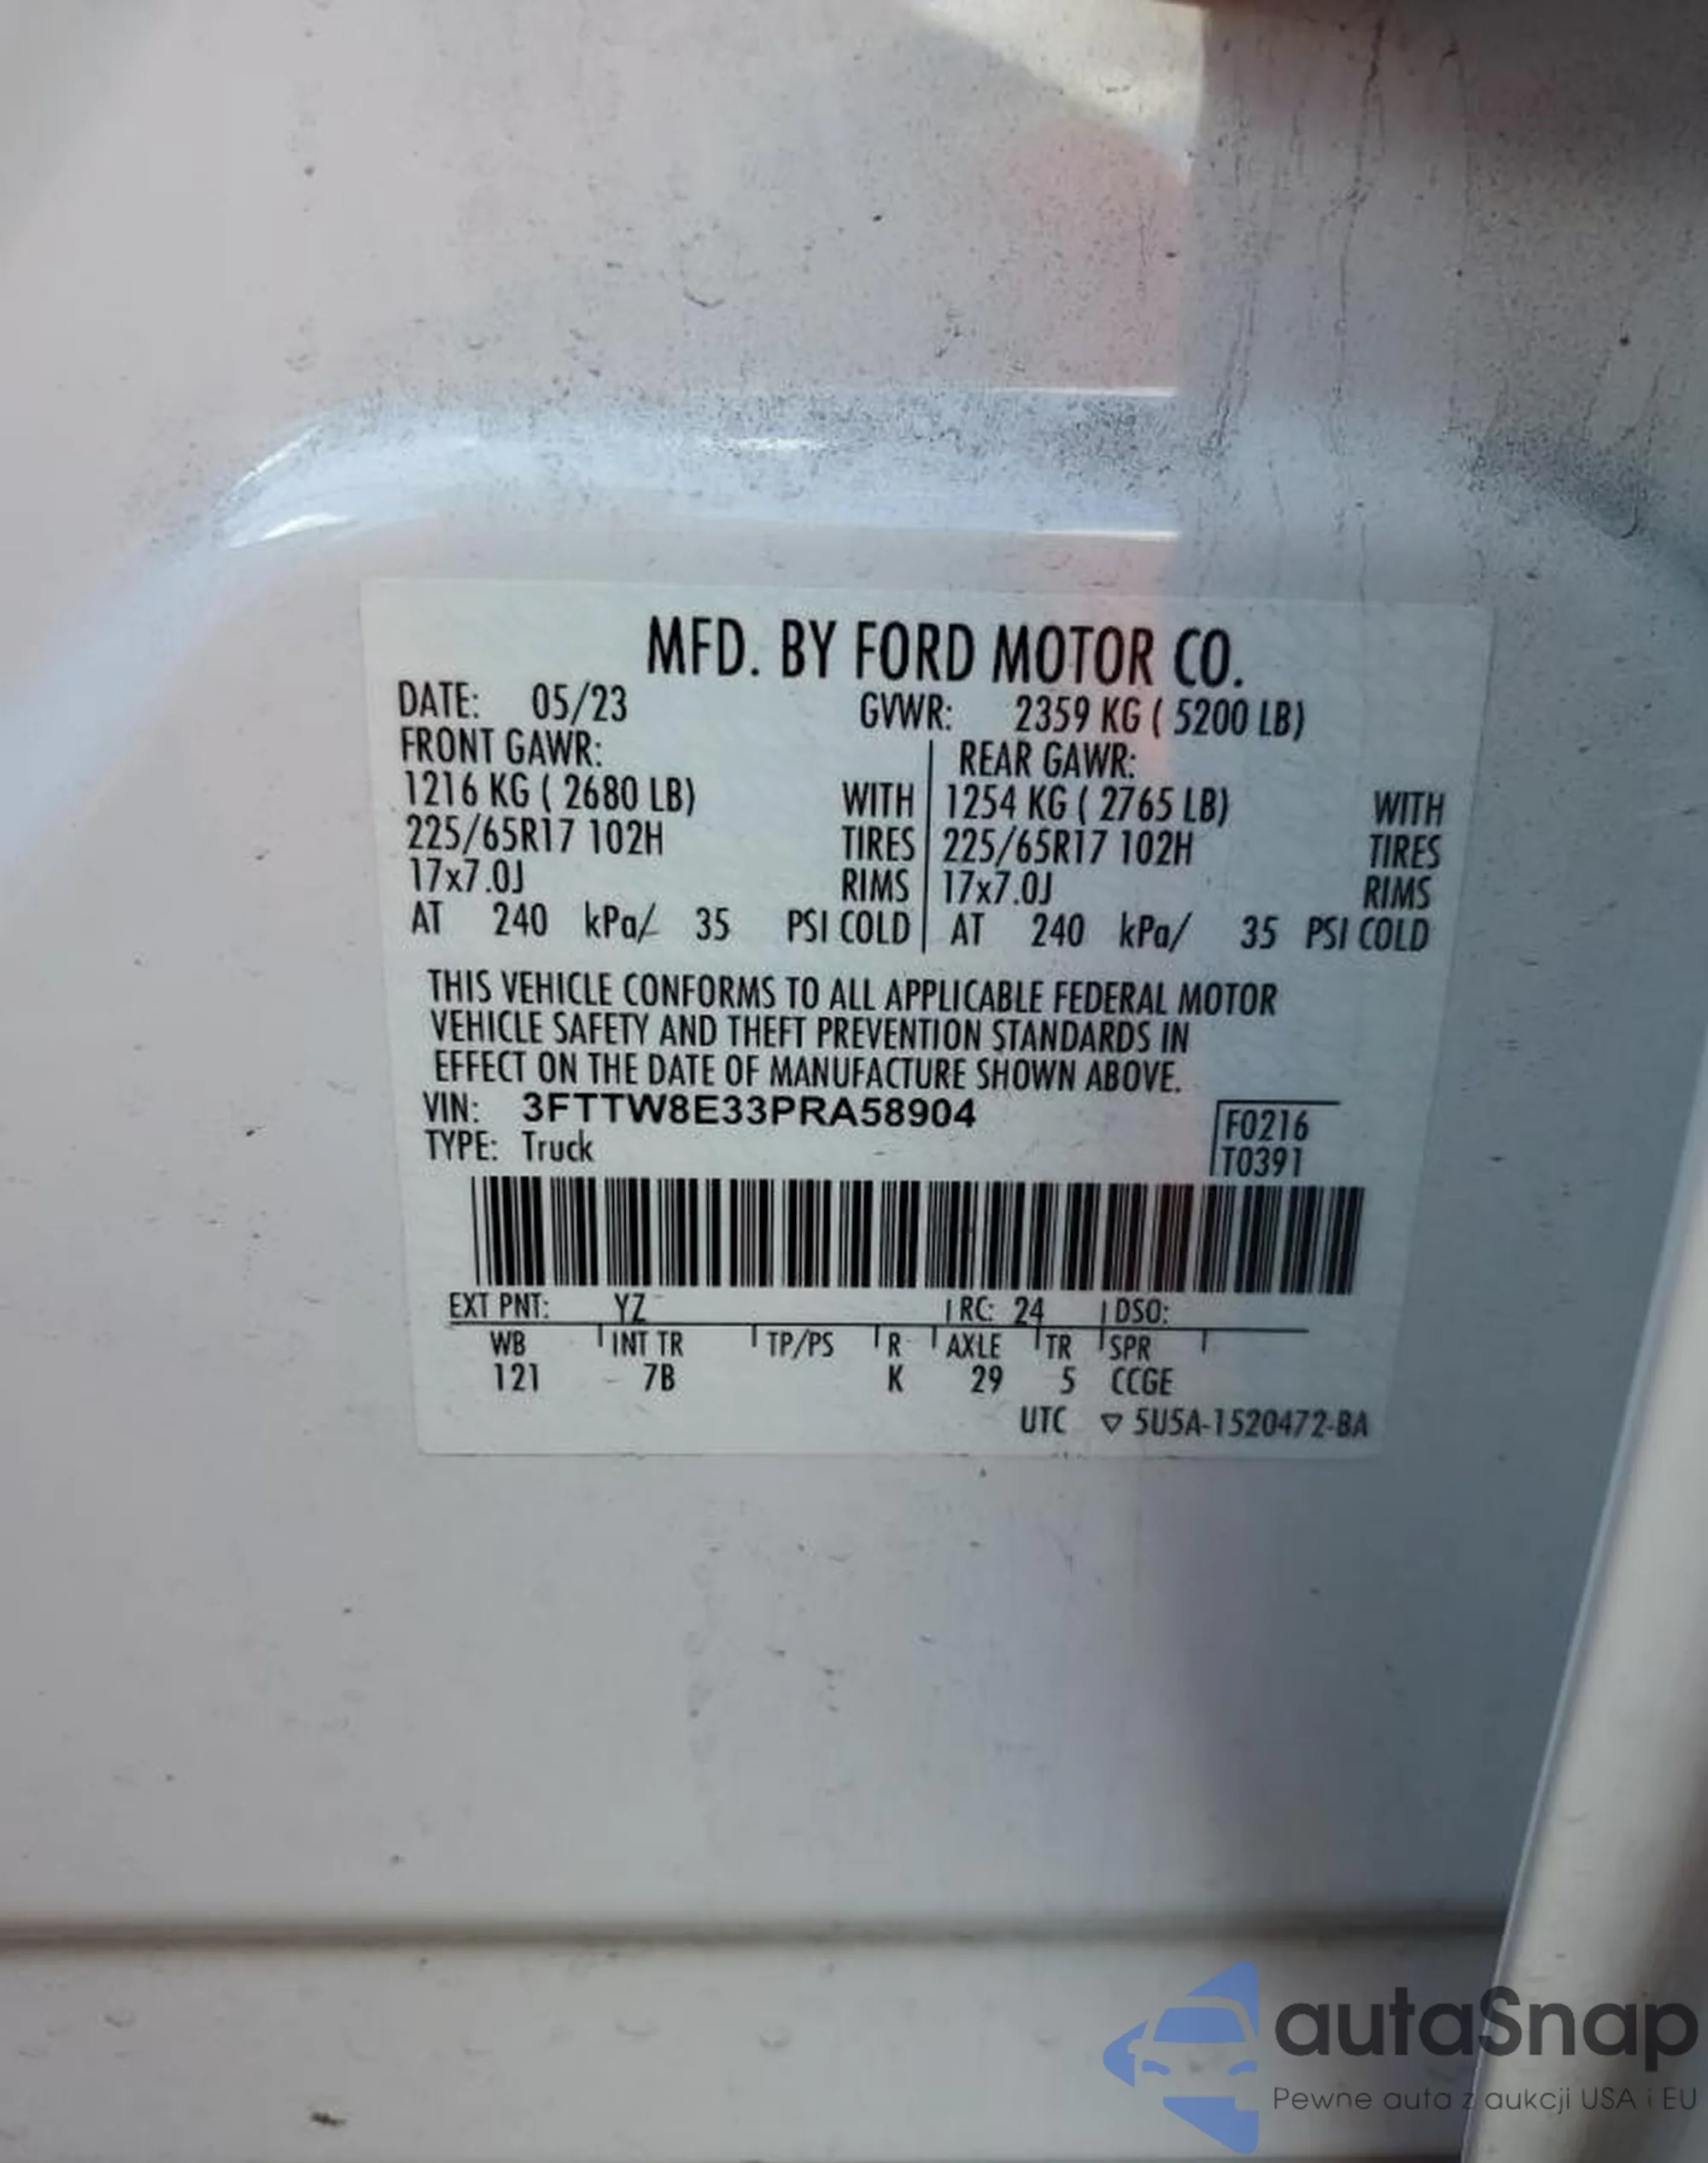 MFD. BY FORD MOTOR CO.
DATE: 05/23 GVWR: 2359 KG ( 5200 LB)
FRONT GAWR: REAR GAWR:
1216 KG ( 2680 LB) WITH 1254 KG ( 2765 LB) WITH
225/65R17 102H TIRES 225/65R17 102H TIRES
17x7.0J RIMS 17x7.0J RIMS
AT 240 kPa/ 35 PSI COLD AT 240 kPa/ 35 PSI COLD
THIS VEHICLE CONFORMS TO ALL APPLICABLE FEDERAL MOTOR
VEHICLE SAFETY AND THEFT PREVENTION STANDARDS IN
EFFECT ON THE DATE OF MANUFACTURE SHOWN ABOVE.
VIN: 3FTTW8E33PRA58904 F0216
TYPE: Truck T0391
EXT PNT: YZ RC: 24 DSO:
WB INT TR TP/PS R AXLE TR SPR
121 7B K 29 5 CCGE
UTC ▽ 5U5A-1520472-BA
autaSnap
Pewne auta z aukcji USA i EU